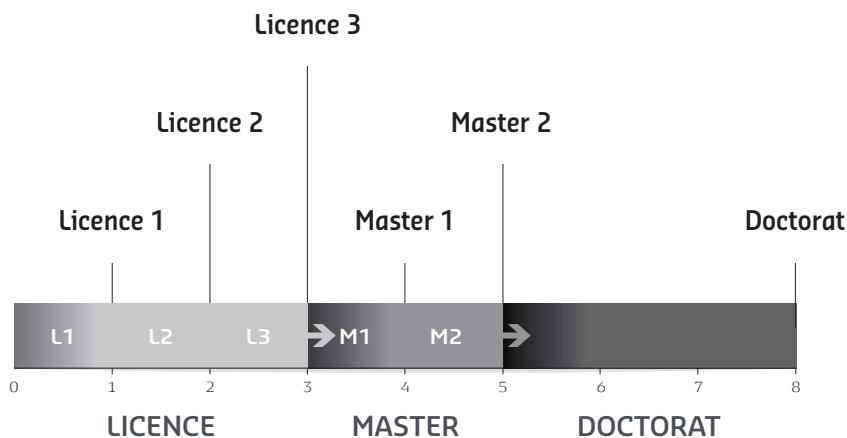 Licence 3
Licence 2
Master 2
Licence 1
Master 1
Doctorat
L1 L2 L3 M1 M2
0 1 2 3 4 5 6 7 8
LICENCE MASTER DOCTORAT